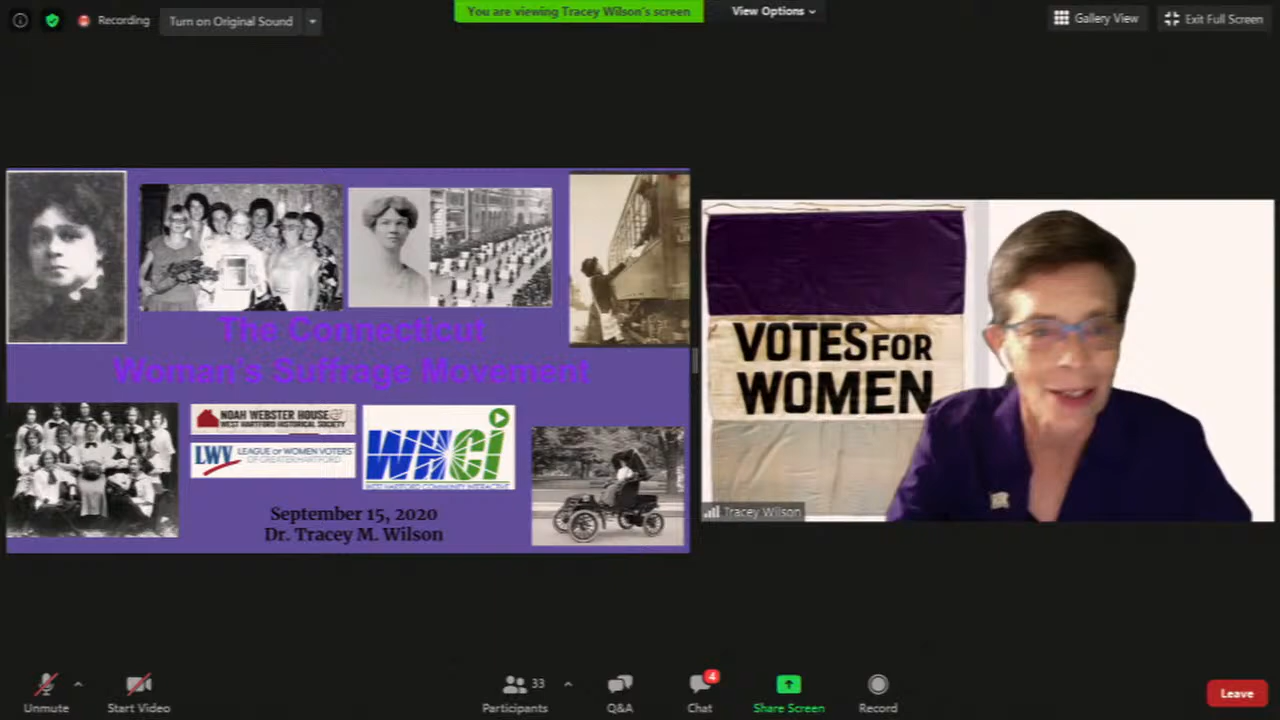 Recording
Turn on Original Sound
You are viewing Tracey Wilson's screen
View Options
Gallery View
Exit Full Screen
The Connecticut
Woman's Suffrage Movement
NOAH WEBSTER HOUSE &
WEST HARTFORD HISTORICAL SOCIETY
LWV LEAGUE OF WOMEN VOTERS
OF GREATER HARTFORD
WHCi
WEST HARTFORD COMMUNITY INTERACTIVE
September 15, 2020
Dr. Tracey M. Wilson
VOTES FOR
WOMEN
Tracey Wilson
Unmute
Start Video
33
Participants
Q&A
4
Chat
Share Screen
Record
Leave